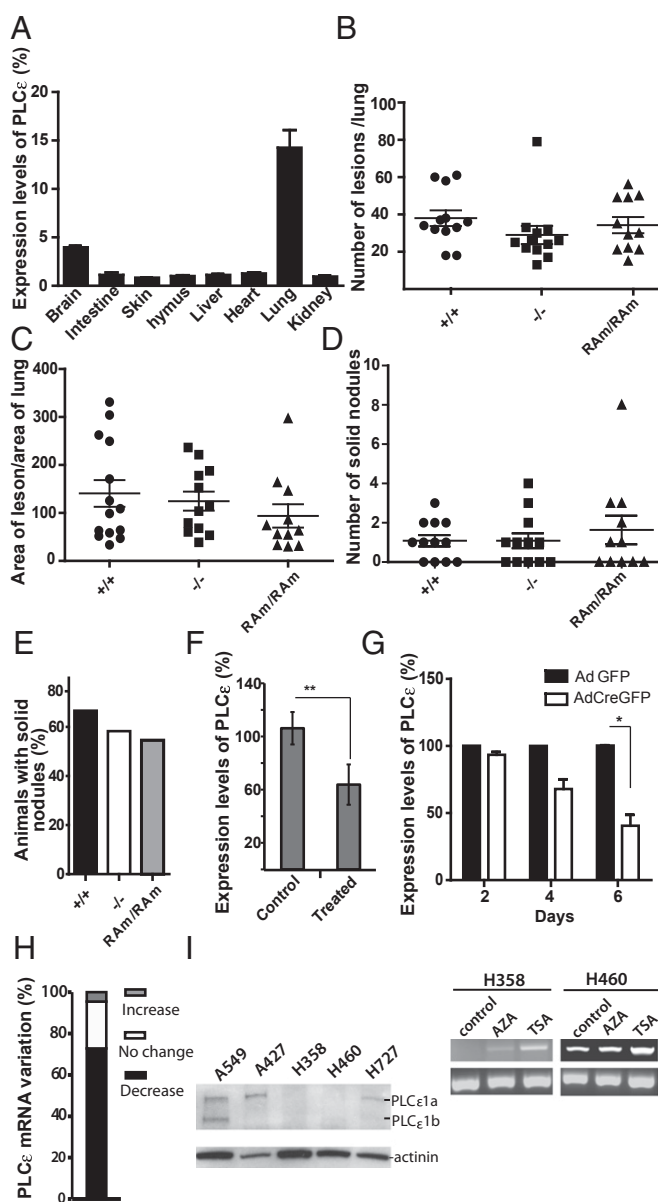 A
Expression levels of PLCε (%)
20
15
10
5
0
Brain
Intestine
Skin
hymus
Liver
Heart
Lung
Kidney
B
Number of lesions /lung
100
80
60
40
20
+/+
-/-
RAm/RAm
C
Area of leson/area of lung
400
300
200
100
0
+/+
-/-
RAm/RAm
D
Number of solid nodules
10
8
6
4
2
0
+/+
-/-
RAm/RAm
E
Animals with solid
nodules (%)
80
60
40
20
0
+/+
-/-
RAm/RAm
F
Expression levels of PLCε (%)
140
100
60
20
**
Control
Treated
G
Expression levels of PLCε (%)
150
100
50
0
Ad GFP
AdCreGFP
*
2
4
6
Days
H
PLCε mRNA variation (%)
100
80
60
40
20
0
Increase
No change
Decrease
I
A549
A427
H358
H460
H727
PLCε1a
PLCε1b
-actinin
H358
H460
control
AZA
TSA
control
AZA
TSA